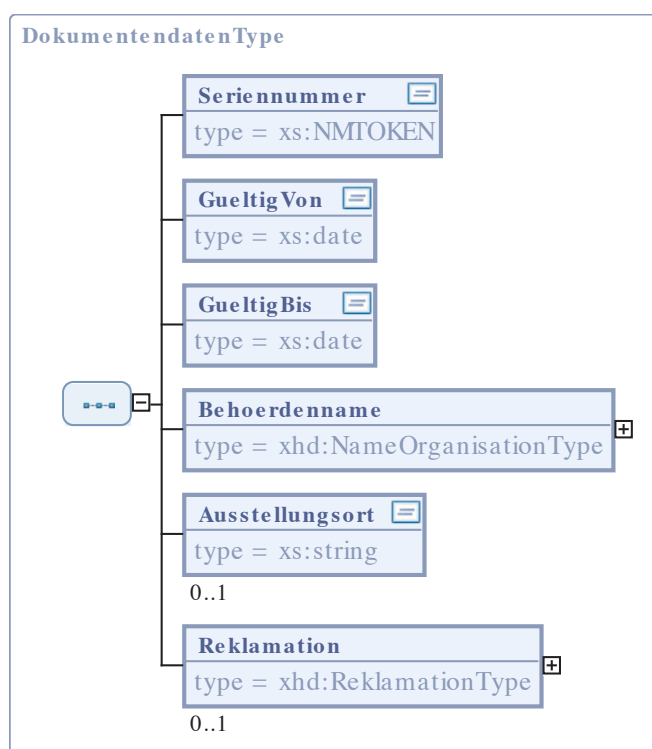 DokumentendatenType
Seriennummer
type = xs:NMTOKEN
GueltigVon
type = xs:date
GueltigBis
type = xs:date
Behoerdenname
type = xhd:NameOrganisationType
Ausstellungsort
type = xs:string
0..1
Reklamation
type = xhd:ReklamationType
0..1